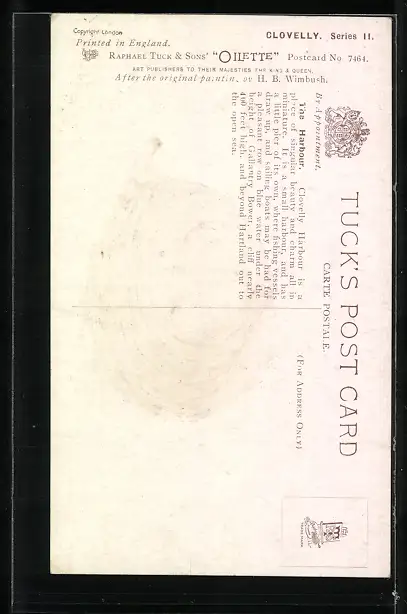 Copyright London
CLOVELLY. Series II.
Printed in England.
RAPHAEL TUCK & SONS' "OILETTE" Postcard No 7464.
ART PUBLISHERS TO THEIR MAJESTIES THE KING & QUEEN.
After the original paintin. by H. B. Wimbush.
By Appointment.
TUCK'S POST CARD
CARTE POSTALE.
(FOR ADDRESS ONLY)
The Harbour. Clovelly Harbour is a
piece of singular beauty and charm all in
miniature. It is a small harbour, and has
a little pier of its own, where fishing vessels
draw up, and sailing boats may be had for
a pleasant row on blue water under the
height of Gallantry Bower, a cliff nearly
400 feet high, and beyond Hartland out to
the open sea.